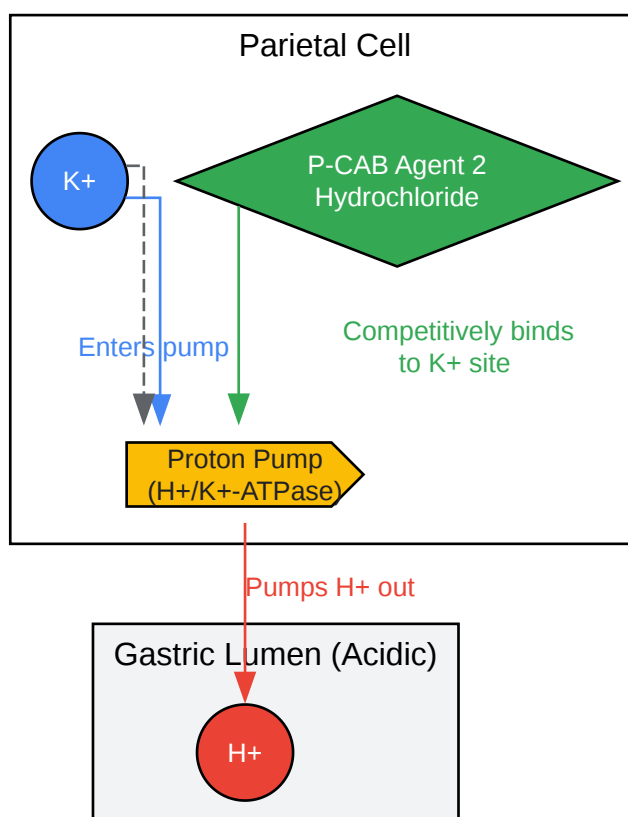 Parietal Cell
K+
P-CAB Agent 2
Hydrochloride
Enters pump
Competitively binds
to K+ site
Proton Pump
(H+/K+-ATPase)
Pumps H+ out
Gastric Lumen (Acidic)
H+